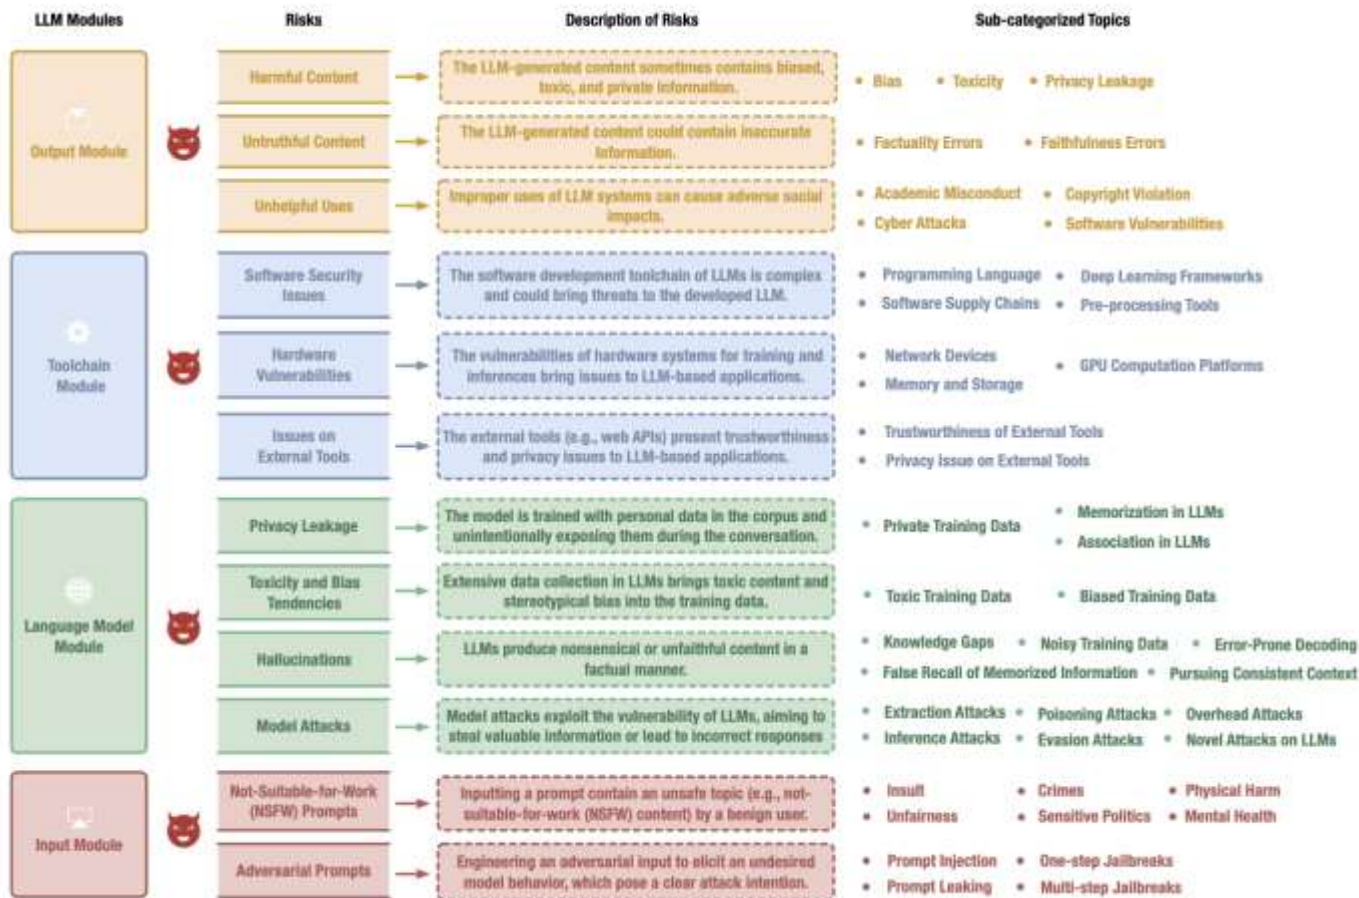 LLM Modules Risks Description of Risks Sub-categorized Topics
Output Module
Harmful Content
The LLM-generated content sometimes contains biased,
toxic, and private information.
• Bias • Toxicity • Privacy Leakage
Untruthful Content
The LLM-generated content could contain inaccurate
information.
• Factuality Errors • Faithfulness Errors
Unhelpful Uses
Improper uses of LLM systems can cause adverse social
impacts.
• Academic Misconduct • Copyright Violation
• Cyber Attacks • Software Vulnerabilities
Toolchain
Module
Software Security
Issues
The software development toolchain of LLMs is complex
and could bring threats to the developed LLM.
• Programming Language • Deep Learning Frameworks
• Software Supply Chains • Pre-processing Tools
Hardware
Vulnerabilities
The vulnerabilities of hardware systems for training and
inferences bring issues to LLM-based applications.
• Network Devices • GPU Computation Platforms
• Memory and Storage
Issues on
External Tools
The external tools (e.g., web APIs) present trustworthiness
and privacy issues to LLM-based applications.
• Trustworthiness of External Tools
• Privacy Issue on External Tools
Language Model
Module
Privacy Leakage
The model is trained with personal data in the corpus and
unintentionally exposing them during the conversation.
• Private Training Data • Memorization in LLMs
• Association in LLMs
Toxicity and Bias
Tendencies
Extensive data collection in LLMs brings toxic content and
stereotypical bias into the training data.
• Toxic Training Data • Biased Training Data
Hallucinations
LLMs produce nonsensical or unfaithful content in a
factual manner.
• Knowledge Gaps • Noisy Training Data • Error-Prone Decoding
• False Recall of Memorized Information • Pursuing Consistent Context
Model Attacks
Model attacks exploit the vulnerability of LLMs, aiming to
steal valuable information or lead to incorrect responses
• Extraction Attacks • Poisoning Attacks • Overhead Attacks
• Inference Attacks • Evasion Attacks • Novel Attacks on LLMs
Input Module
Not-Suitable-for-Work
(NSFW) Prompts
Inputting a prompt contain an unsafe topic (e.g., not-
suitable-for-work (NSFW) content) by a benign user.
• Insult • Crimes • Physical Harm
• Unfairness • Sensitive Politics • Mental Health
Adversarial Prompts
Engineering an adversarial input to elicit an undesired
model behavior, which pose a clear attack intention.
• Prompt Injection • One-step Jailbreaks
• Prompt Leaking • Multi-step Jailbreaks